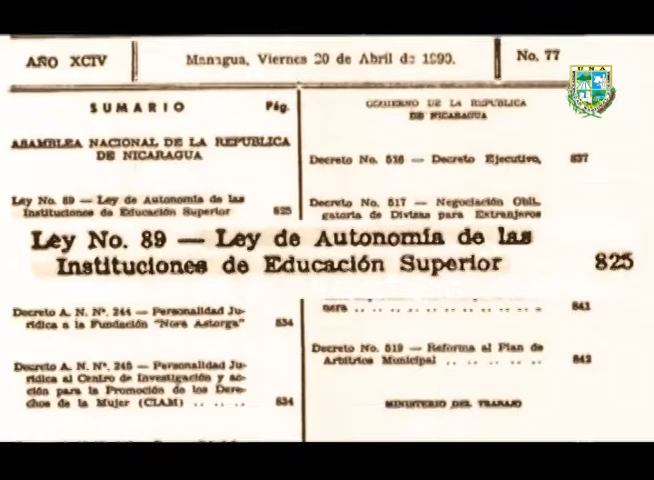 AÑO XCIV
Managua, Viernes 20 de Abril de 1990.
No. 77
UNA
SUMARIO Pág.
ASAMBLEA NACIONAL DE LA REPUBLICA
DE NICARAGUA
Ley No. 89 — Ley de Autonomía de las
Instituciones de Educación Superior 825
GOBIERNO DE LA REPUBLICA
DE NICARAGUA
Decreto No. 516 — Decreto Ejecutivo, 837
Decreto No. 517 — Negociación Obli-
gatoria de Divisas para Extranjeros
Ley No. 89 — Ley de Autonomía de las
Instituciones de Educación Superior 825
Decreto A. N. Nº. 244 — Personalidad Ju-
rídica a la Fundación "Nora Astorga" 834
Decreto A. N. Nº. 245 — Personalidad Ju-
rídica al Centro de Investigación y ac-
ción para la Promoción de los Dere-
chos de la Mujer (CIAM) .. .. .. 834
nera .. .. .. .. .. .. .. .. .. .. 841
Decreto No. 519 — Reforma al Plan de
Arbitrios Municipal .. .. .. .. .. 842
MINISTERIO DEL TRABAJO